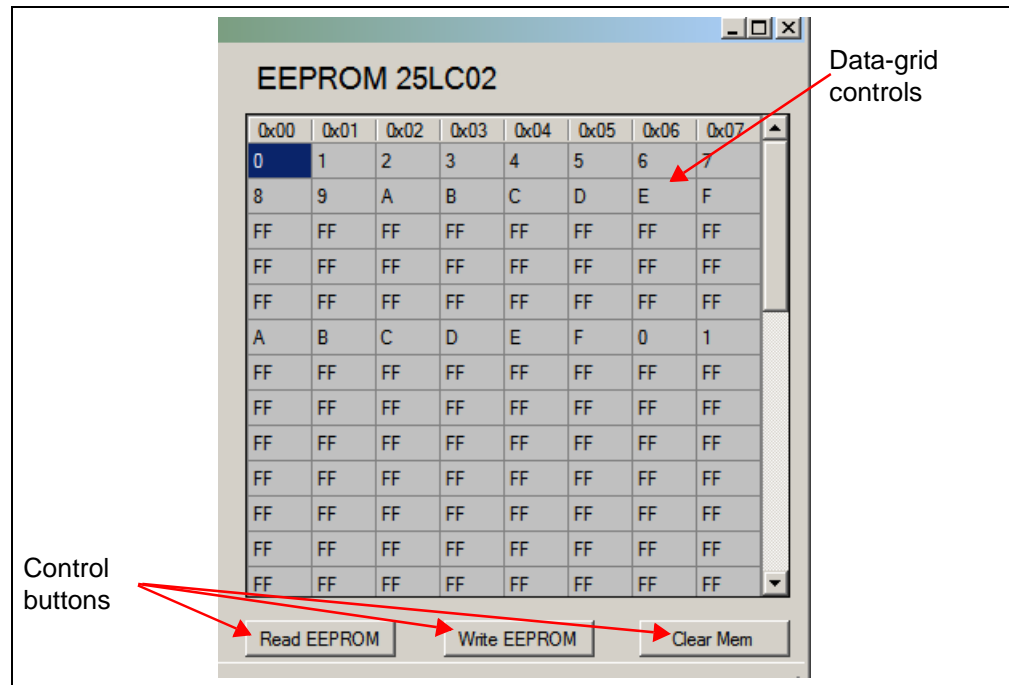 EEPROM 25LC02
Data-grid
controls
0x00 0x01 0x02 0x03 0x04 0x05 0x06 0x07
0 1 2 3 4 5 6 7
8 9 A B C D E F
FF FF FF FF FF FF FF FF
FF FF FF FF FF FF FF FF
FF FF FF FF FF FF FF FF
A B C D E F 0 1
FF FF FF FF FF FF FF FF
FF FF FF FF FF FF FF FF
FF FF FF FF FF FF FF FF
FF FF FF FF FF FF FF FF
FF FF FF FF FF FF FF FF
FF FF FF FF FF FF FF FF
FF FF FF FF FF FF FF FF
Control
buttons
Read EEPROM Write EEPROM Clear Mem